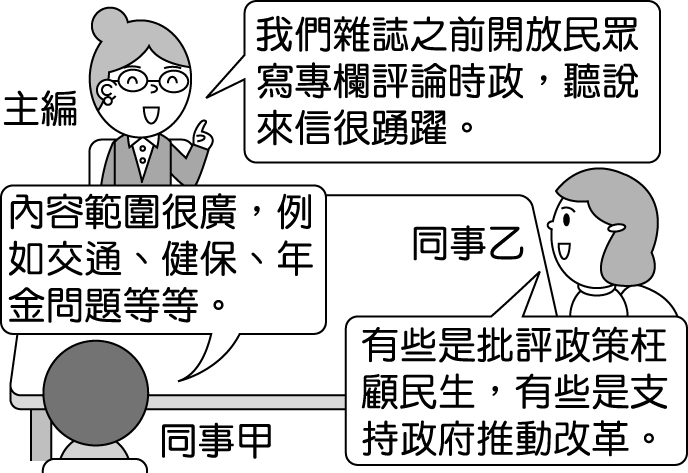 我們雜誌之前開放民眾
寫專欄評論時政，聽說
來信很踴躍。
主編
內容範圍很廣，例
如交通、健保、年
金問題等等。
同事乙
有些是批評政策枉
顧民生，有些是支
持政府推動改革。
同事甲